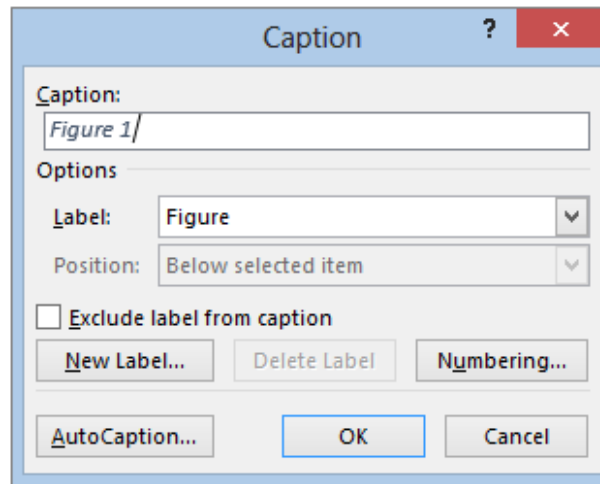 Caption ?
Caption:
Figure 1
Options
Label: Figure
Position: Below selected item
Exclude label from caption
New Label... Delete Label Numbering...
AutoCaption... OK Cancel